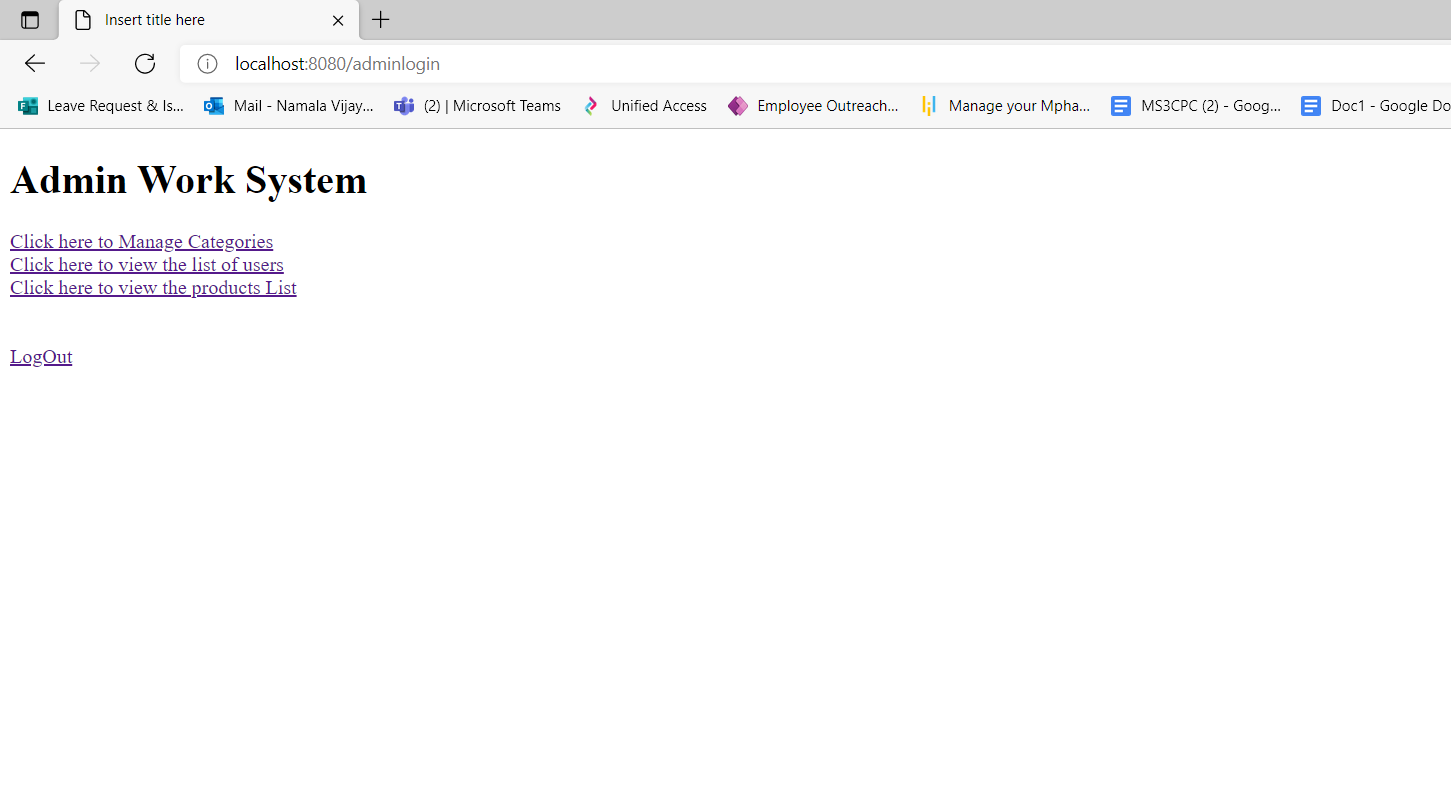 Insert title here
localhost:8080/adminlogin
Leave Request & Is... Mail - Namala Vijay... (2) | Microsoft Teams Unified Access Employee Outreach... Manage your Mpha... MS3CPC (2) - Goog... Doc1 - Google Do
Admin Work System
Click here to Manage Categories
Click here to view the list of users
Click here to view the products List
LogOut